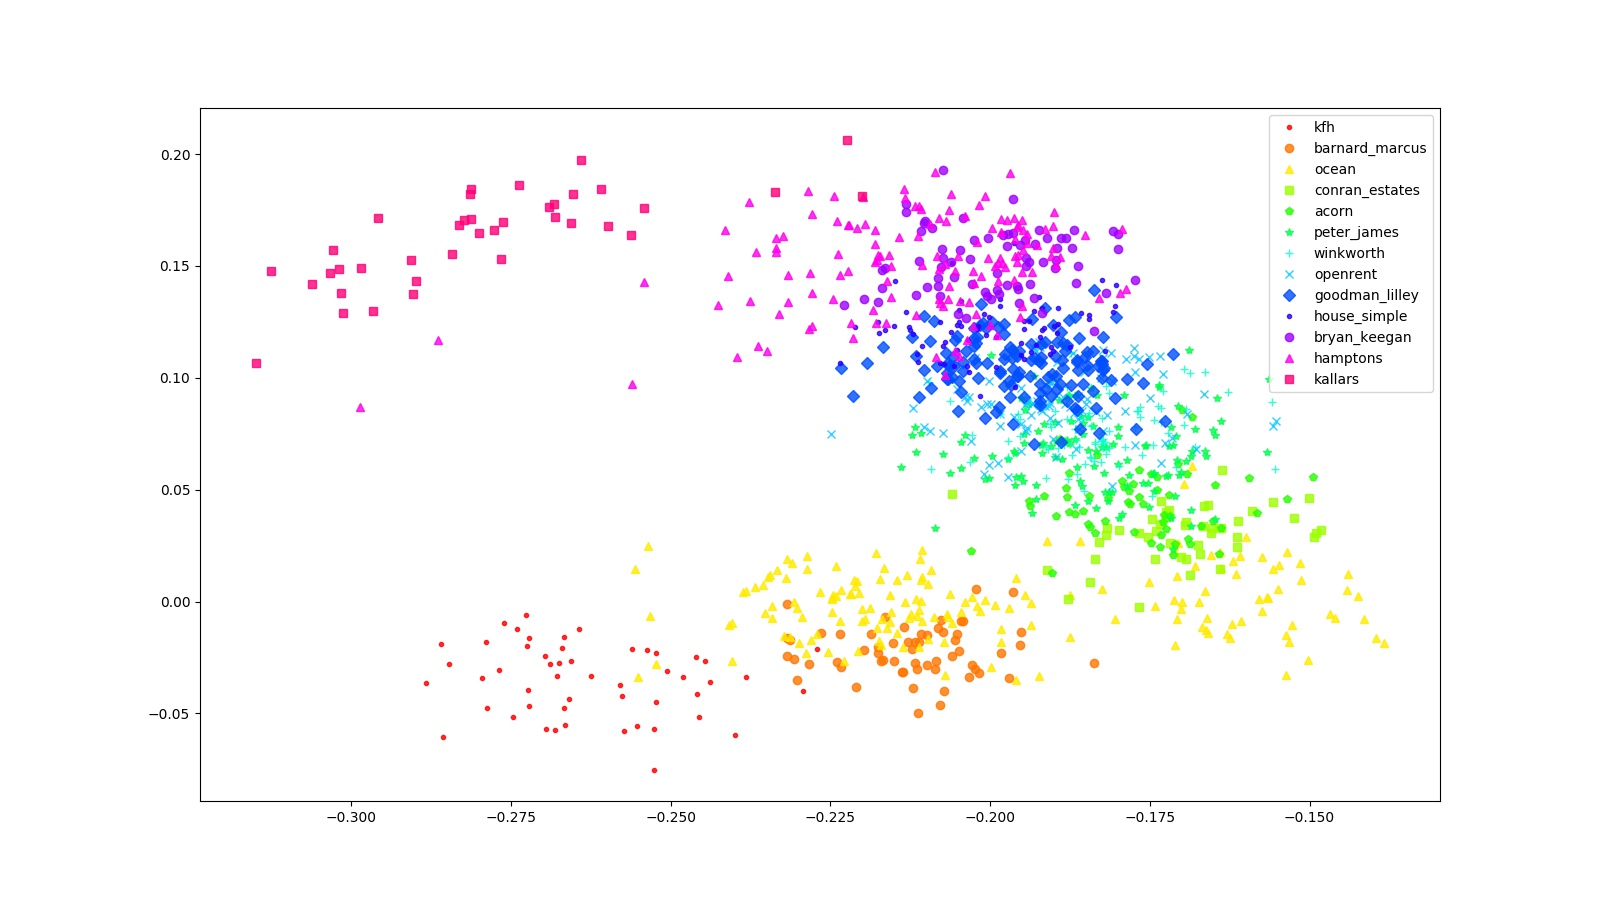 0.20
0.15
0.10
0.05
0.00
−0.05
−0.300
−0.275
−0.250
−0.225
−0.200
−0.175
−0.150
kfh
barnard_marcus
ocean
conran_estates
acorn
peter_james
winkworth
openrent
goodman_lilley
house_simple
bryan_keegan
hamptons
kallars